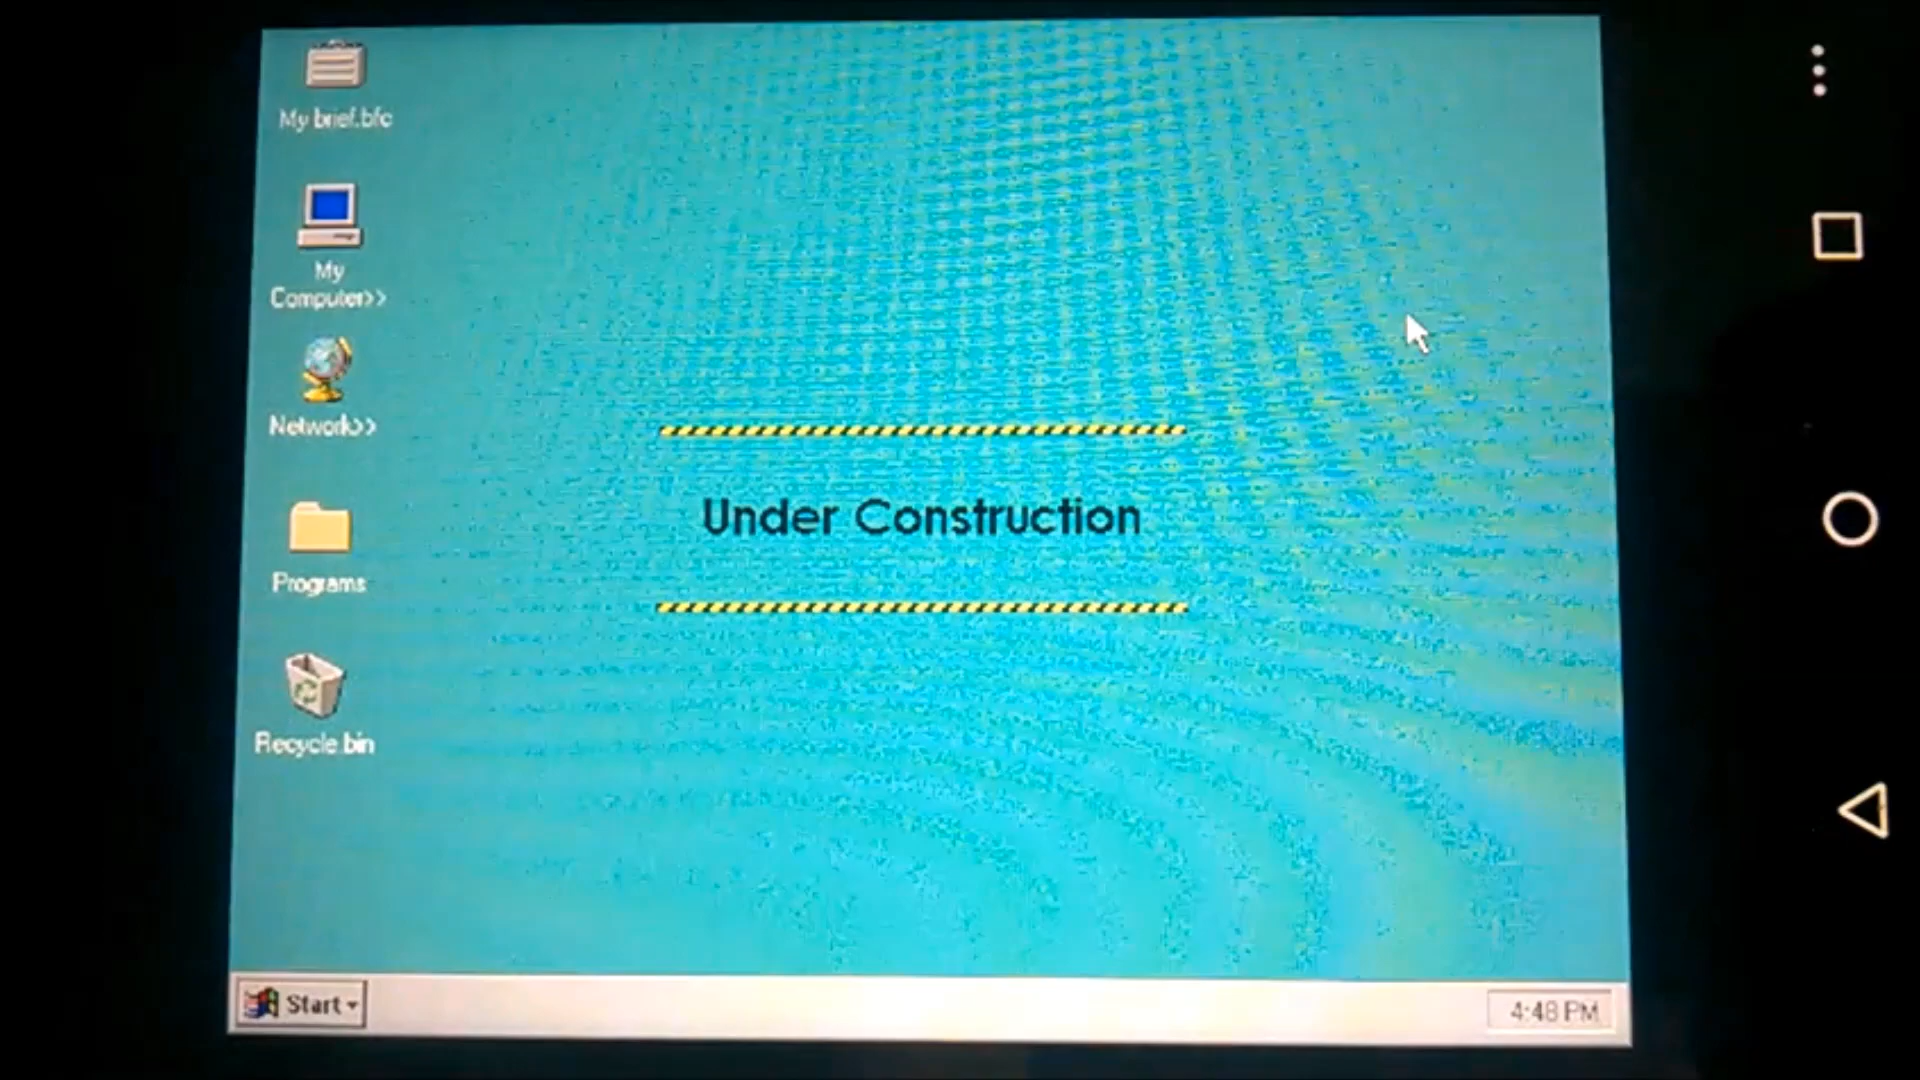 My brief.bfc
My
Computer>>
Network>>
Under Construction
Programs
Recycle.bin
Start
4:48 PM